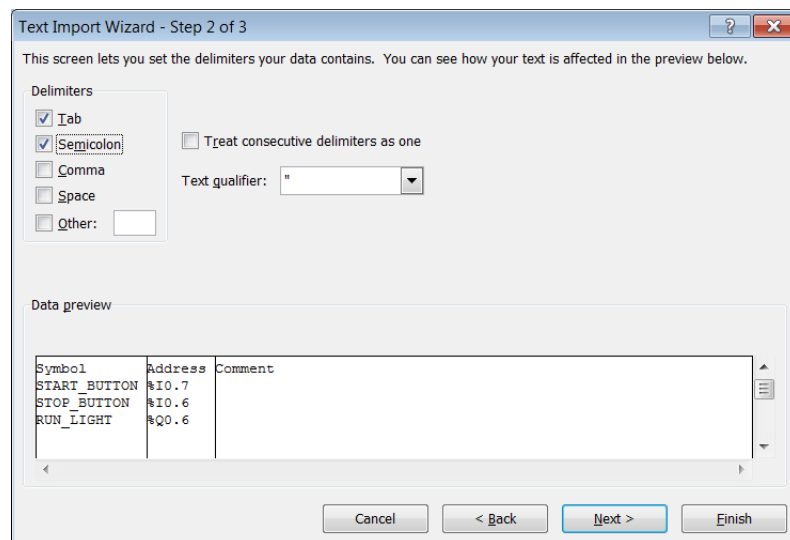 Text Import Wizard - Step 2 of 3
This screen lets you set the delimiters your data contains. You can see how your text is affected in the preview below.
Delimiters
Tab
Semicolon
Comma
Space
Other:
Treat consecutive delimiters as one
Text qualifier: "
Data preview
Symbol Address Comment
START_BUTTON %I0.7
STOP_BUTTON %I0.6
RUN_LIGHT %Q0.6
Cancel < Back Next > Finish